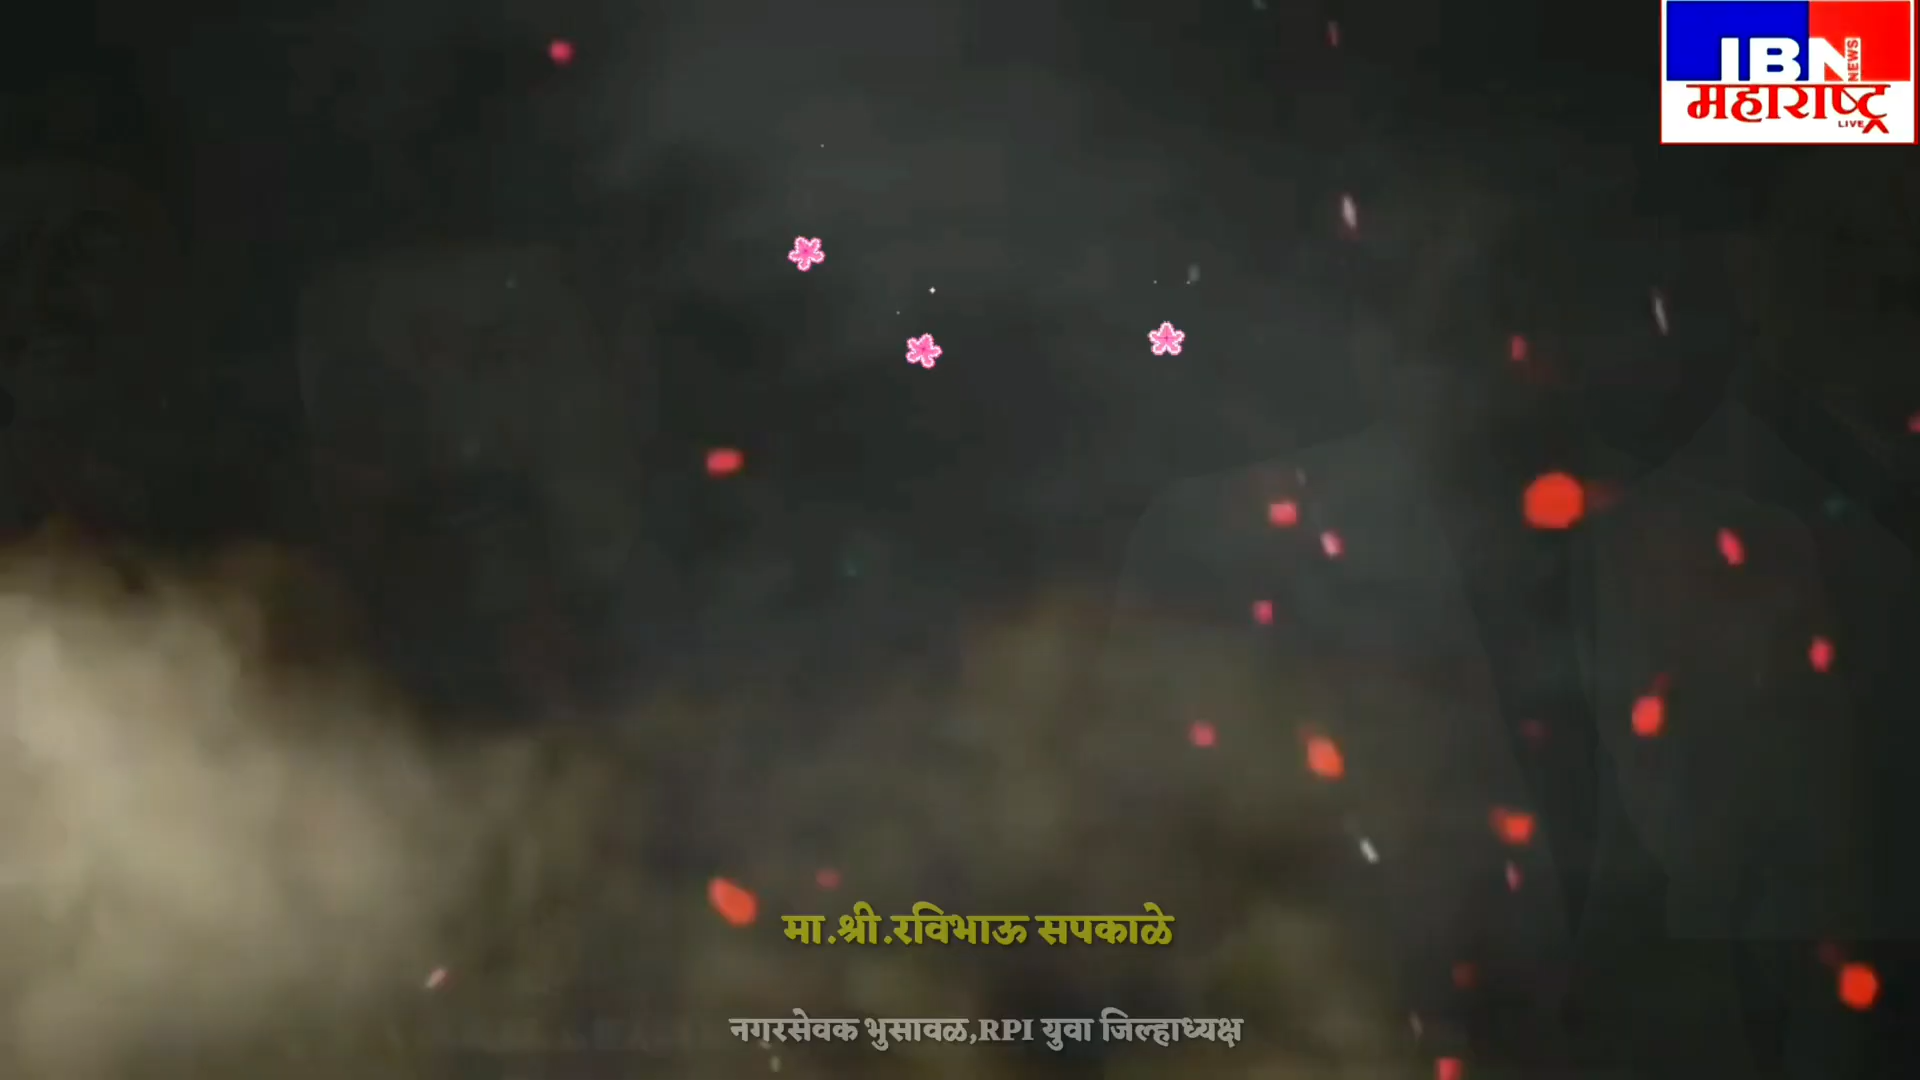 IBN NEWS
महाराष्ट्र
LIVE
मा.श्री.रविभाऊ सपकाळे
नगरसेवक भुसावळ,RPI युवा जिल्हाध्यक्ष